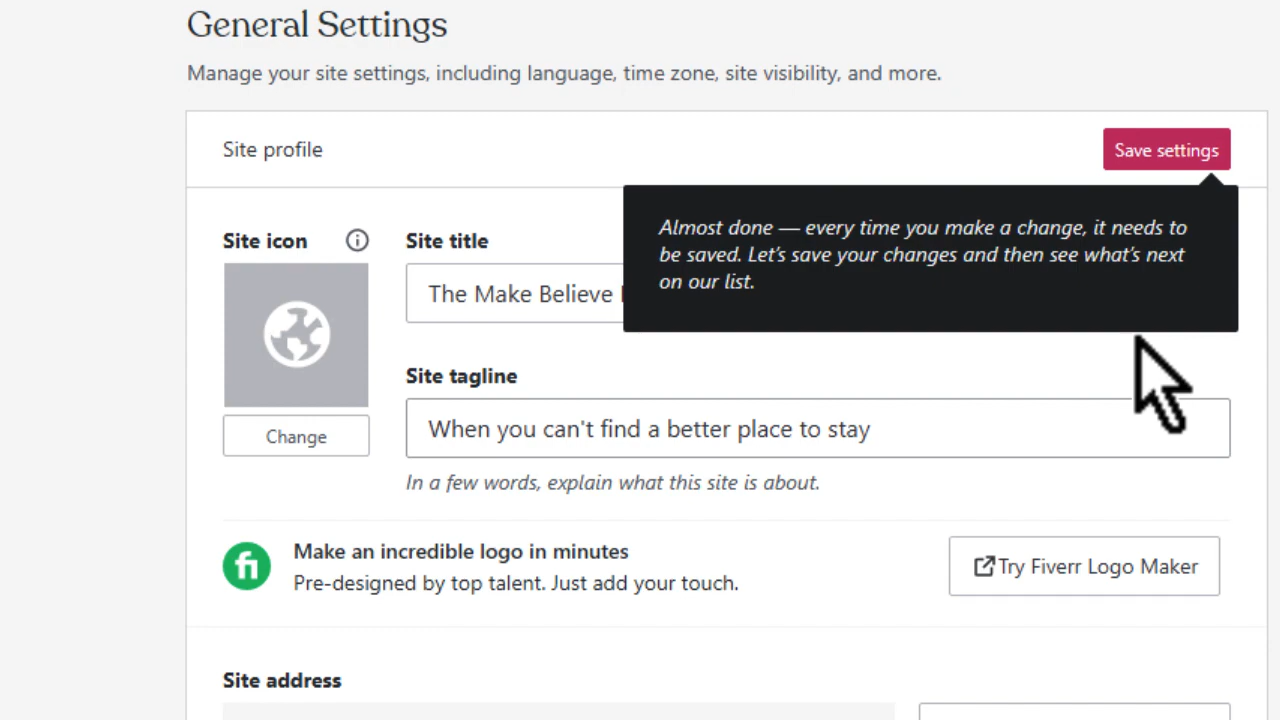 General Settings
Manage your site settings, including language, time zone, site visibility, and more.
Site profile
Save settings
Almost done — every time you make a change, it needs to
be saved. Let's save your changes and then see what's next
on our list.
Site icon
Site title
The Make Believe
Change
Site tagline
When you can't find a better place to stay
In a few words, explain what this site is about.
fi
Make an incredible logo in minutes
Pre-designed by top talent. Just add your touch.
Try Fiverr Logo Maker
Site address